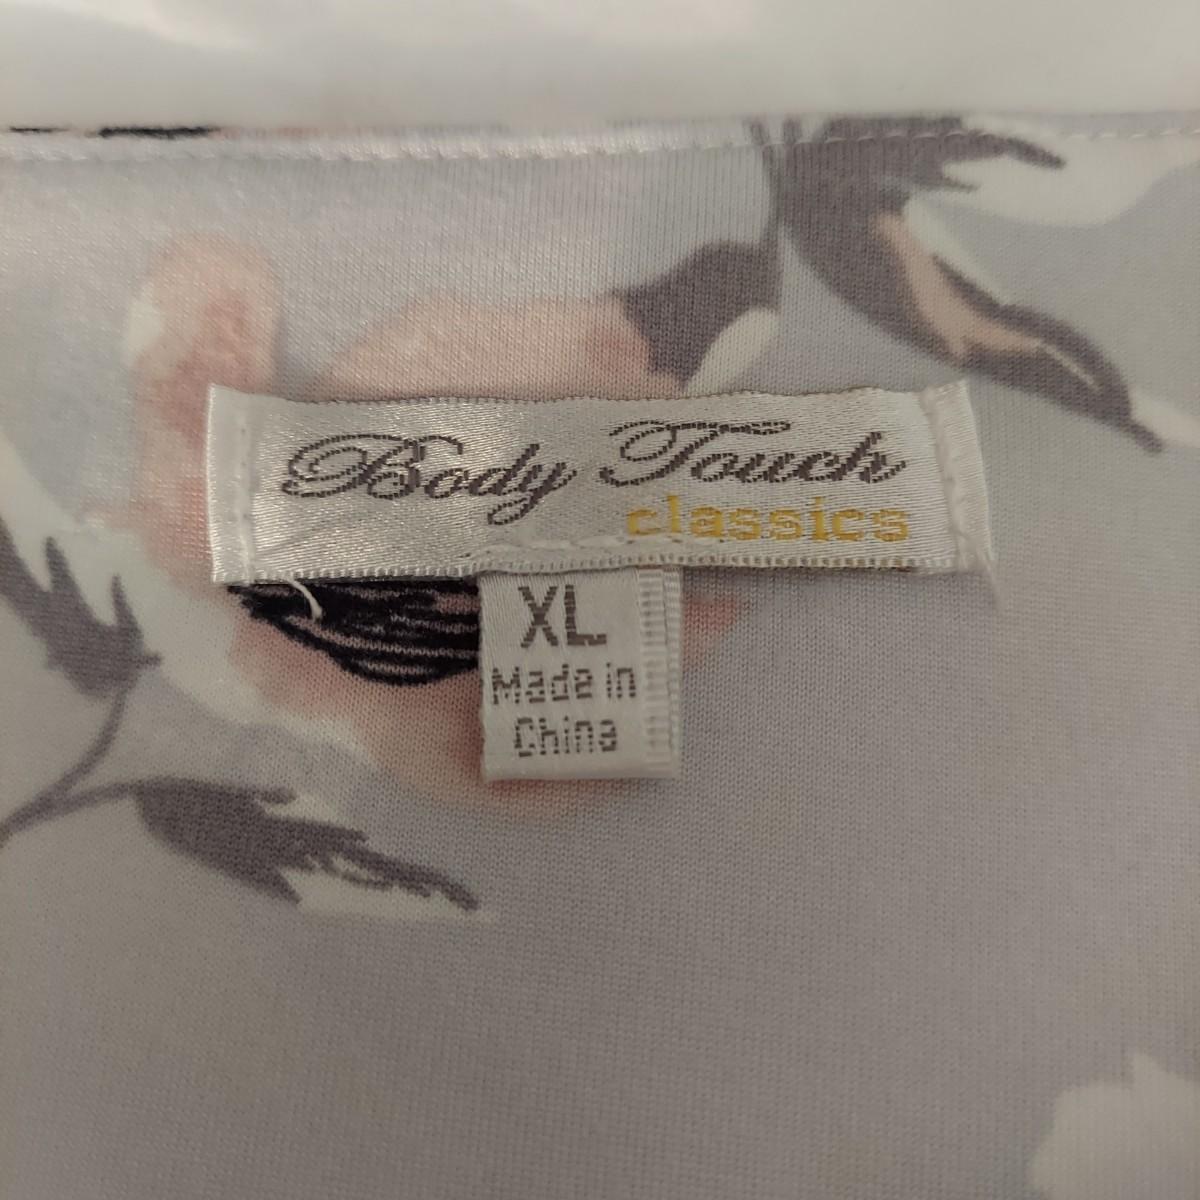 Body Touch
classics
XL
Made in
China